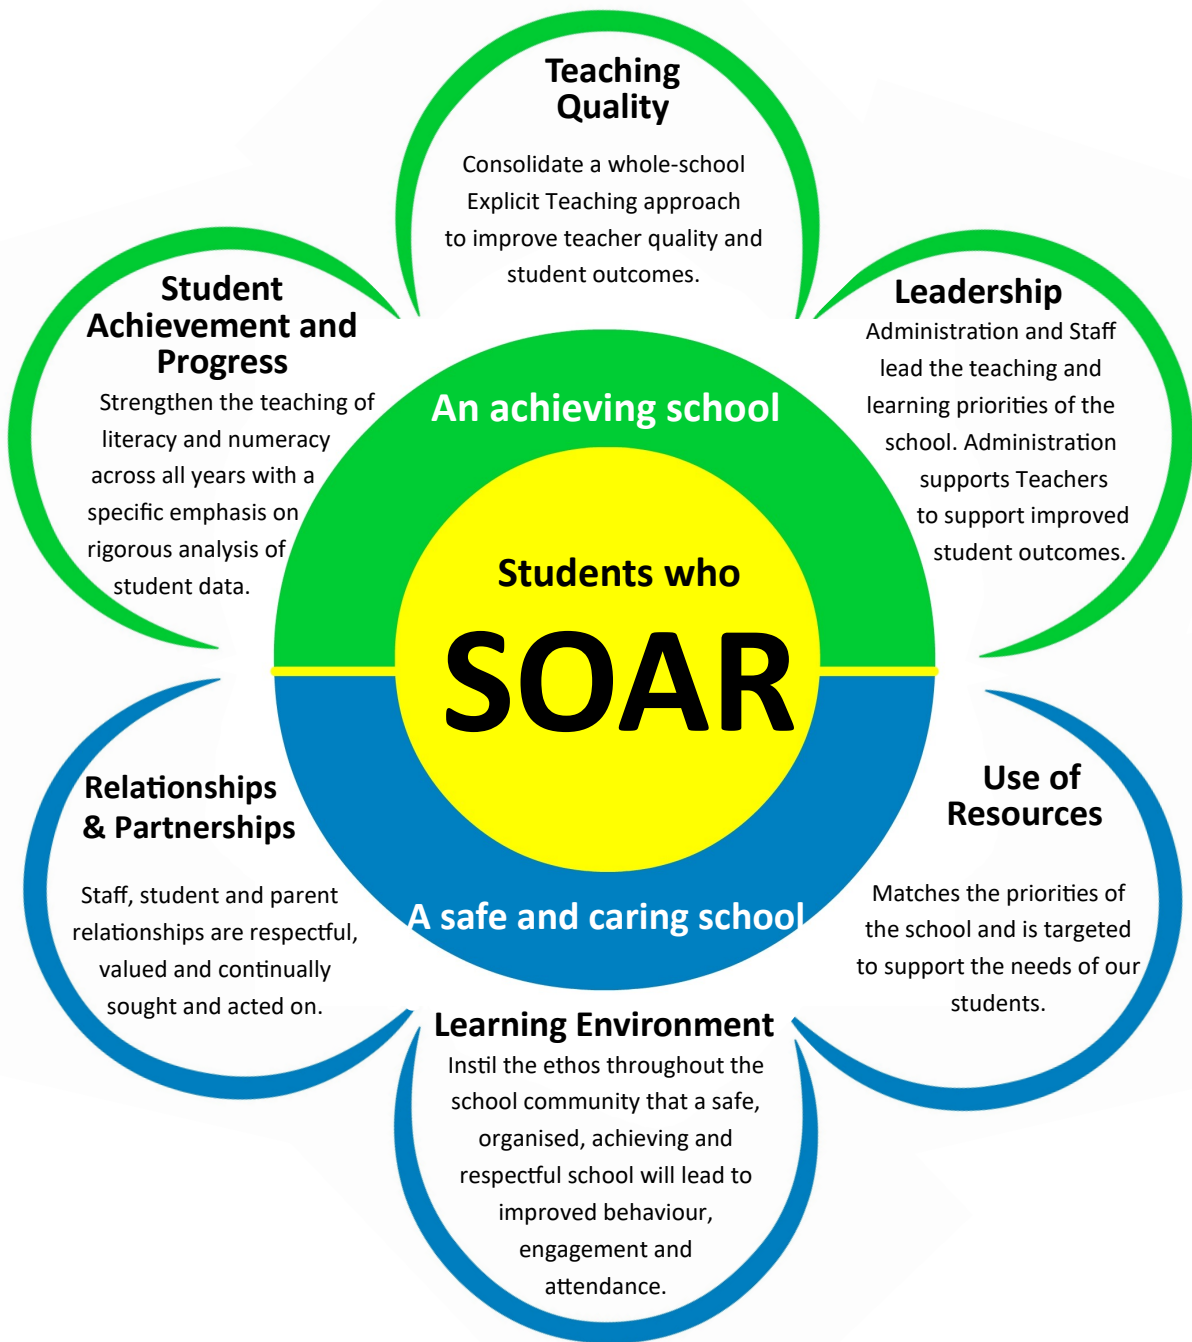 Teaching
Quality
Consolidate a whole-school
Explicit Teaching approach
to improve teacher quality and
student outcomes.
Student
Achievement and
Progress
Strengthen the teaching of
literacy and numeracy
across all years with a
specific emphasis on
rigorous analysis of
student data.
Leadership
Administration and Staff
lead the teaching and
learning priorities of the
school. Administration
supports Teachers
to support improved
student outcomes.
An achieving school
Students who
SOAR
A safe and caring school
Relationships
& Partnerships
Staff, student and parent
relationships are respectful,
valued and continually
sought and acted on.
Use of
Resources
Matches the priorities of
the school and is targeted
to support the needs of our
students.
Learning Environment
Instil the ethos throughout the
school community that a safe,
organised, achieving and
respectful school will lead to
improved behaviour,
engagement and
attendance.